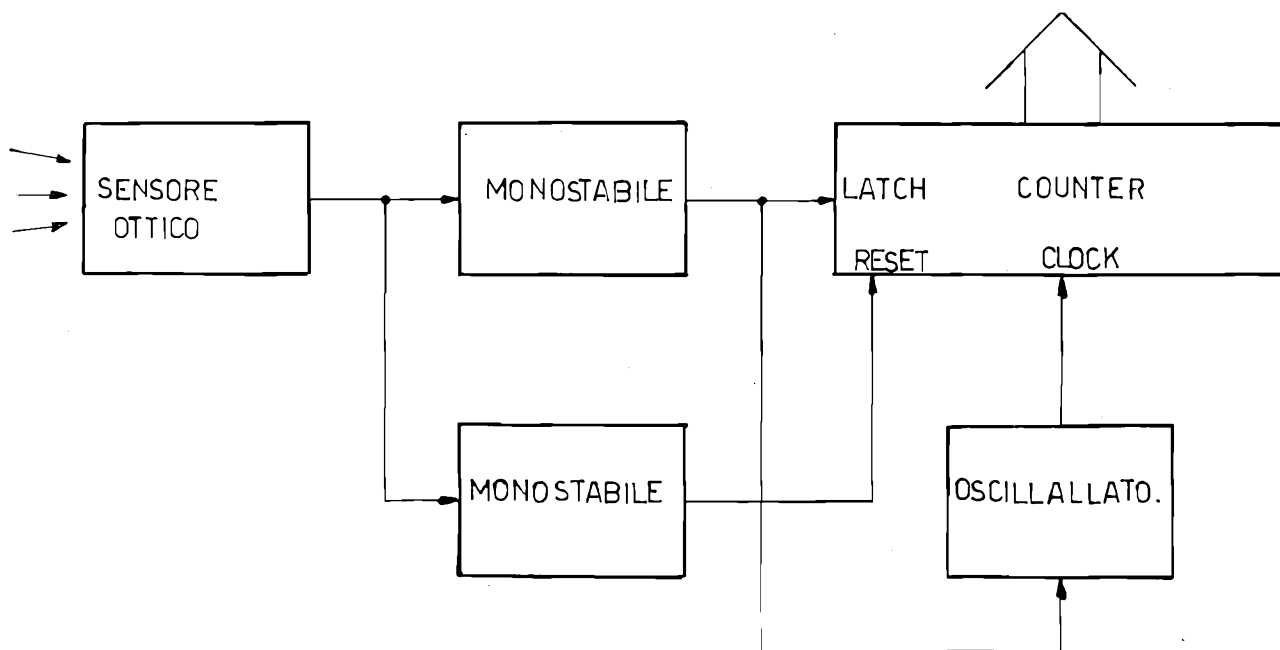 SENSORE
OTTICO
MONOSTABILE
LATCH COUNTER
RESET CLOCK
MONOSTABILE
OSCILLALLATO.